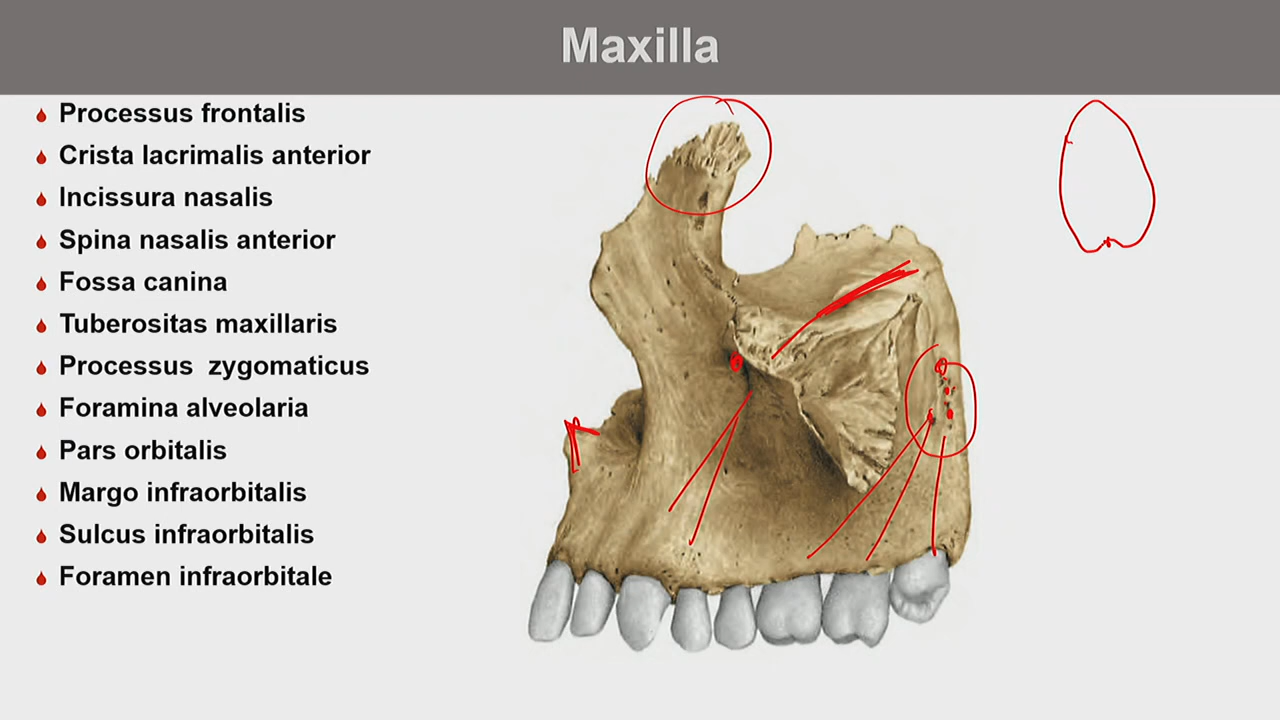 Maxilla
Processus frontalis
Crista lacrimalis anterior
Incissura nasalis
Spina nasalis anterior
Fossa canina
Tuberositas maxillaris
Processus  zygomaticus
Foramina alveolaria
Pars orbitalis
Margo infraorbitalis
Sulcus infraorbitalis
Foramen infraorbitale